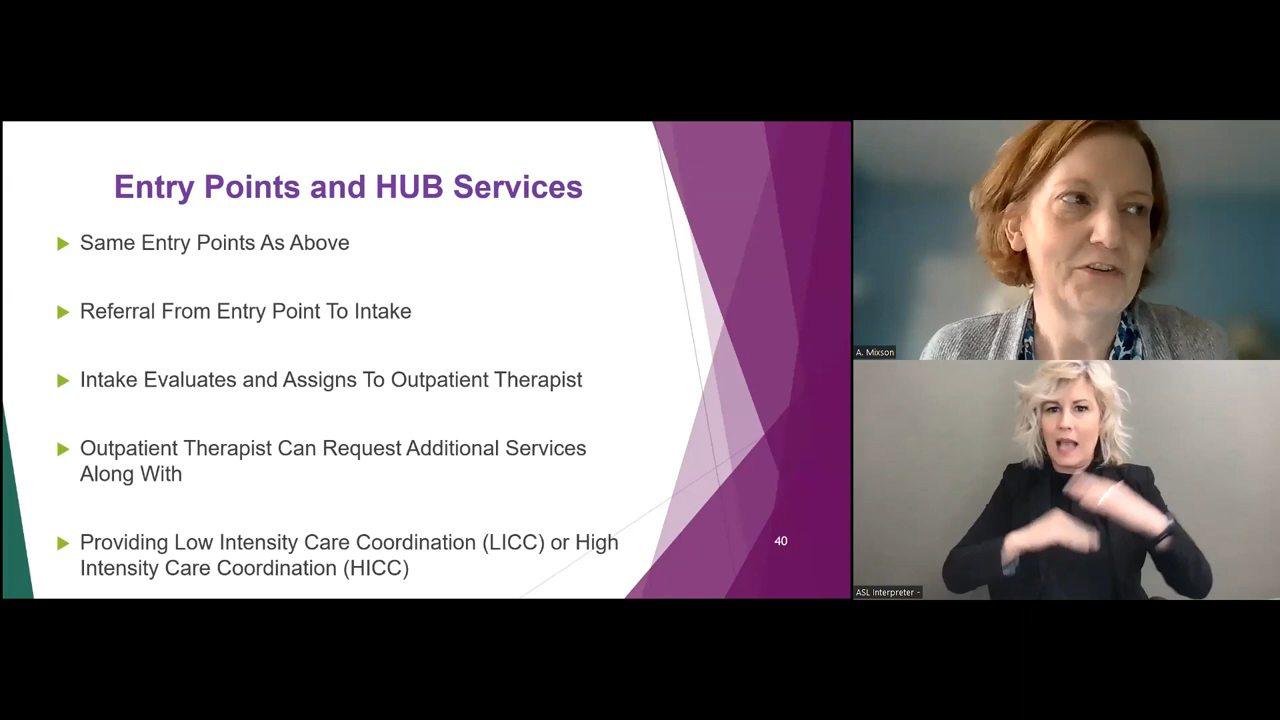 Entry Points and HUB Services
Same Entry Points As Above
Referral From Entry Point To Intake
Intake Evaluates and Assigns To Outpatient Therapist
Outpatient Therapist Can Request Additional Services
Along With
Providing Low Intensity Care Coordination (LICC) or High
Intensity Care Coordination (HICC)
40
A. Mixson
ASL Interpreter -